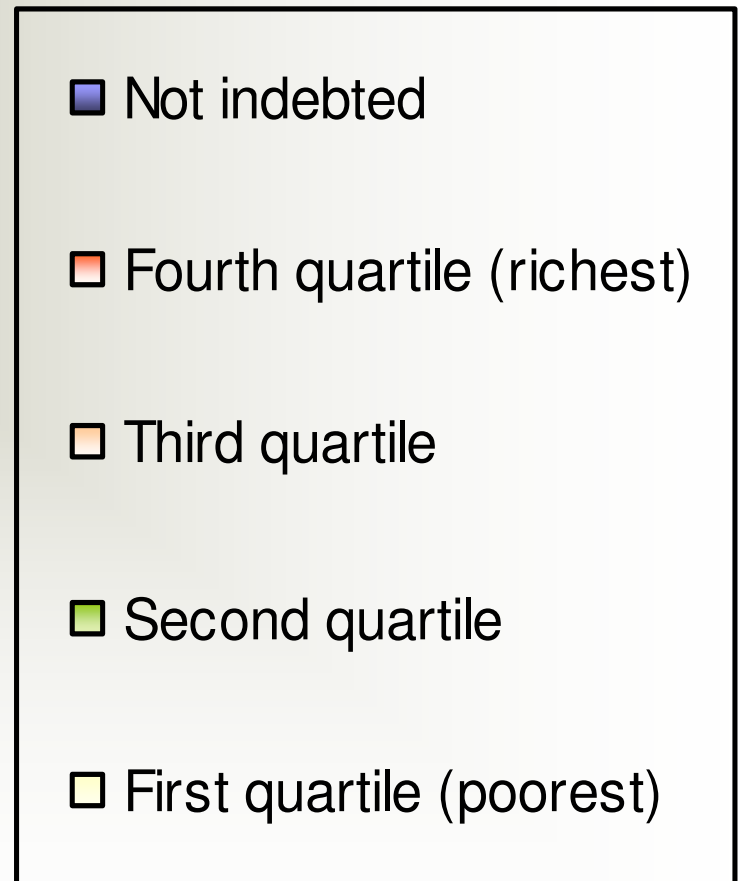 Not indebted
Fourth quartile (richest)
Third quartile
Second quartile
First quartile (poorest)